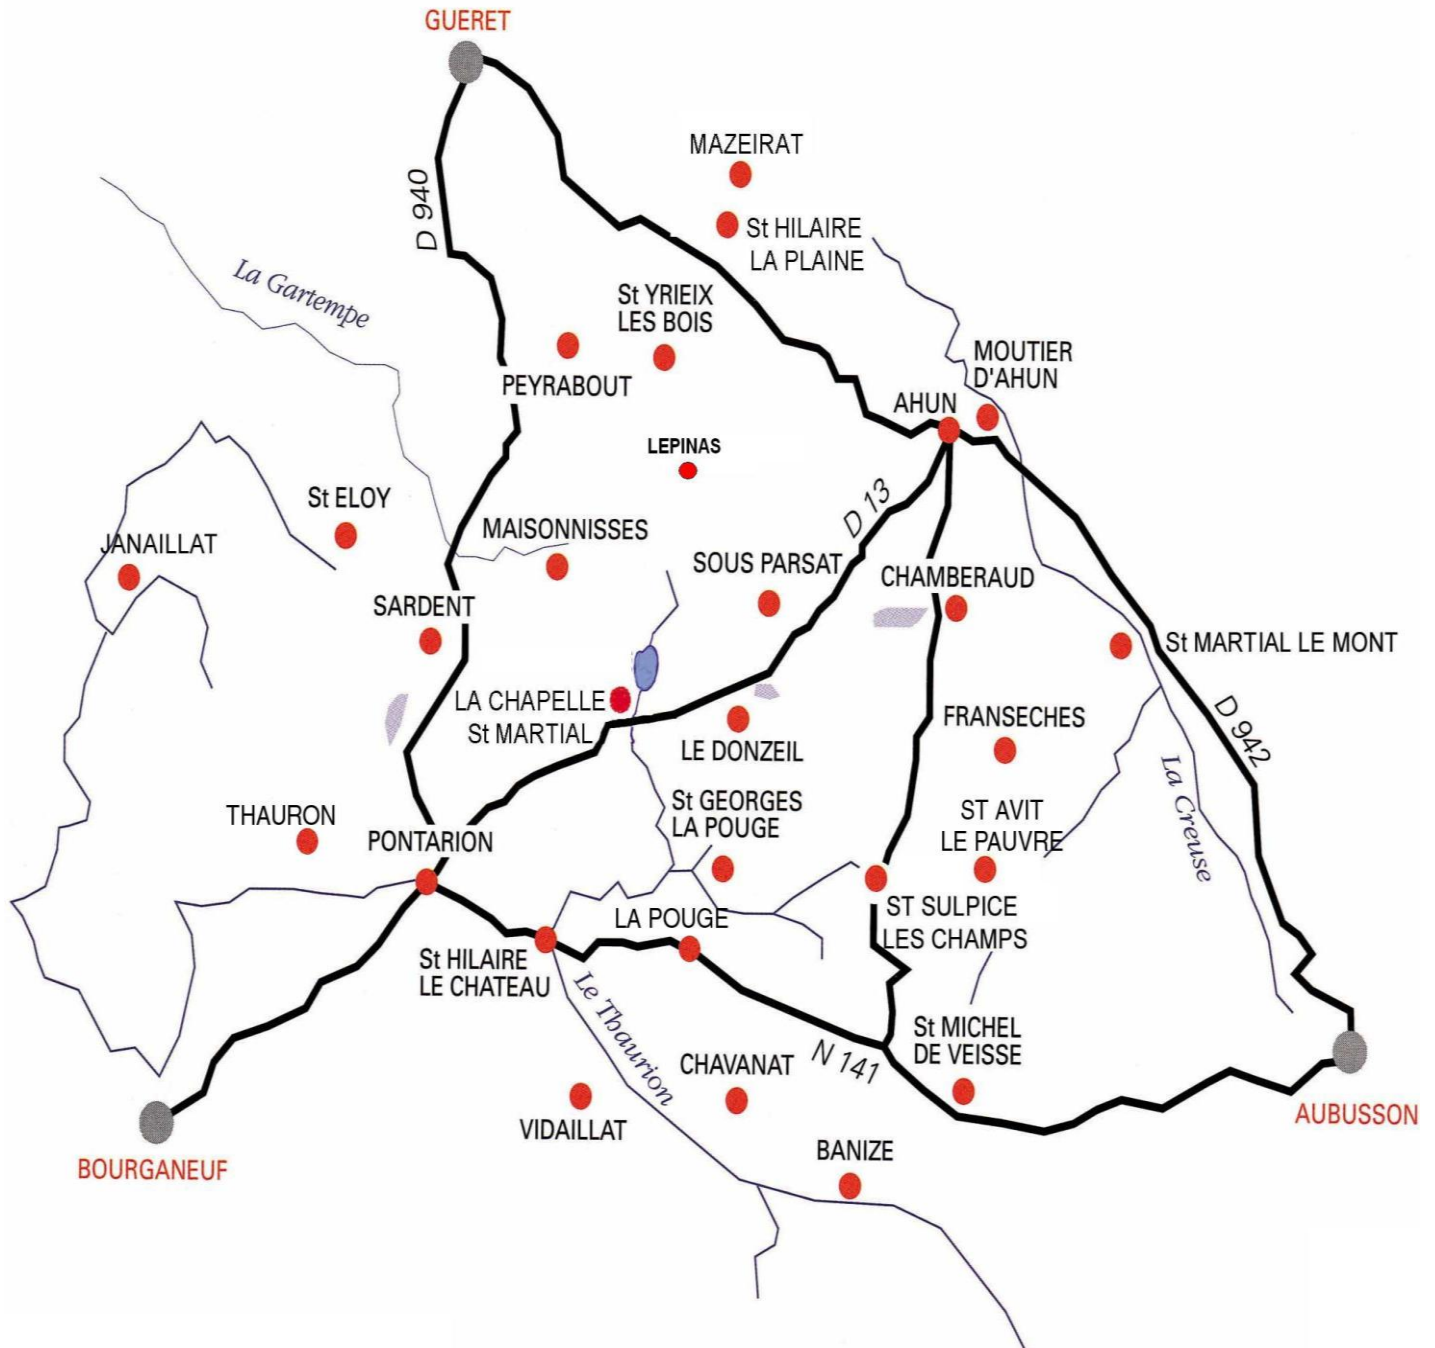 GUERET
MAZEIRAT
D 940
St HILAIRE
LA PLAINE
La Gartempe
St YRIEIX
LES BOIS
MOUTIER
D'AHUN
PEYRABOUT
AHUN
LEPINAS
St ELOY
D 13
MAISONNISSES
JANAILLAT
SOUS PARSAT
CHAMBERAUD
SARDENT
St MARTIAL LE MONT
LA CHAPELLE
St MARTIAL
FRANSECHES
D 942
LE DONZEIL
La Creuse
St GEORGES
LA POUGE
ST AVIT
LE PAUVRE
THAURON
PONTARION
ST SULPICE
LES CHAMPS
LA POUGE
St HILAIRE
LE CHATEAU
Le Thaurion
St MICHEL
DE VEISSE
N 141
CHAVANAT
AUBUSSON
VIDAILLAT
BANIZE
BOURGANEUF